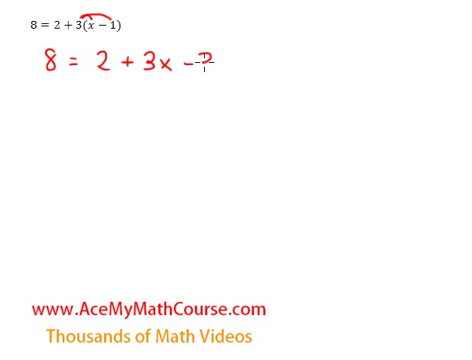 8 = 2 + 3(x − 1)
8 = 2 + 3x −
www.AceMyMathCourse.com
Thousands of Math Videos